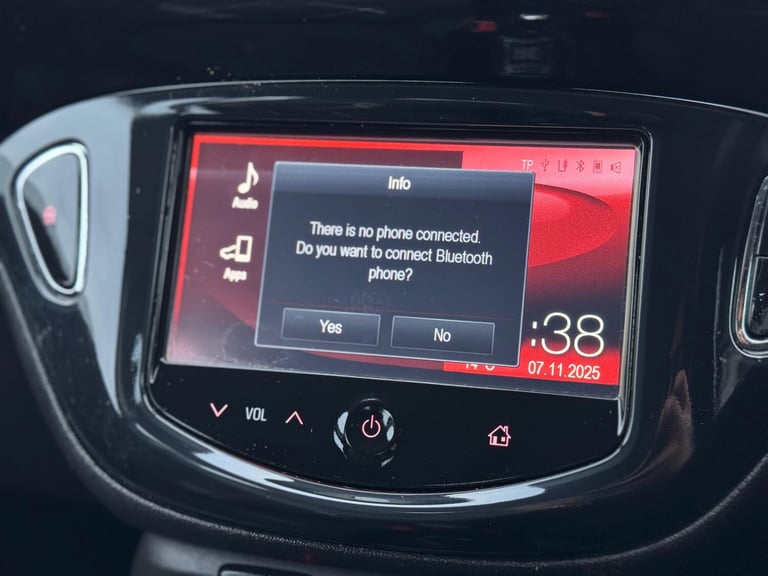 TP
Info
Audio
There is no phone connected.
Do you want to connect Bluetooth
phone?
Apps
Yes
No
:38
07.11.2025
VOL